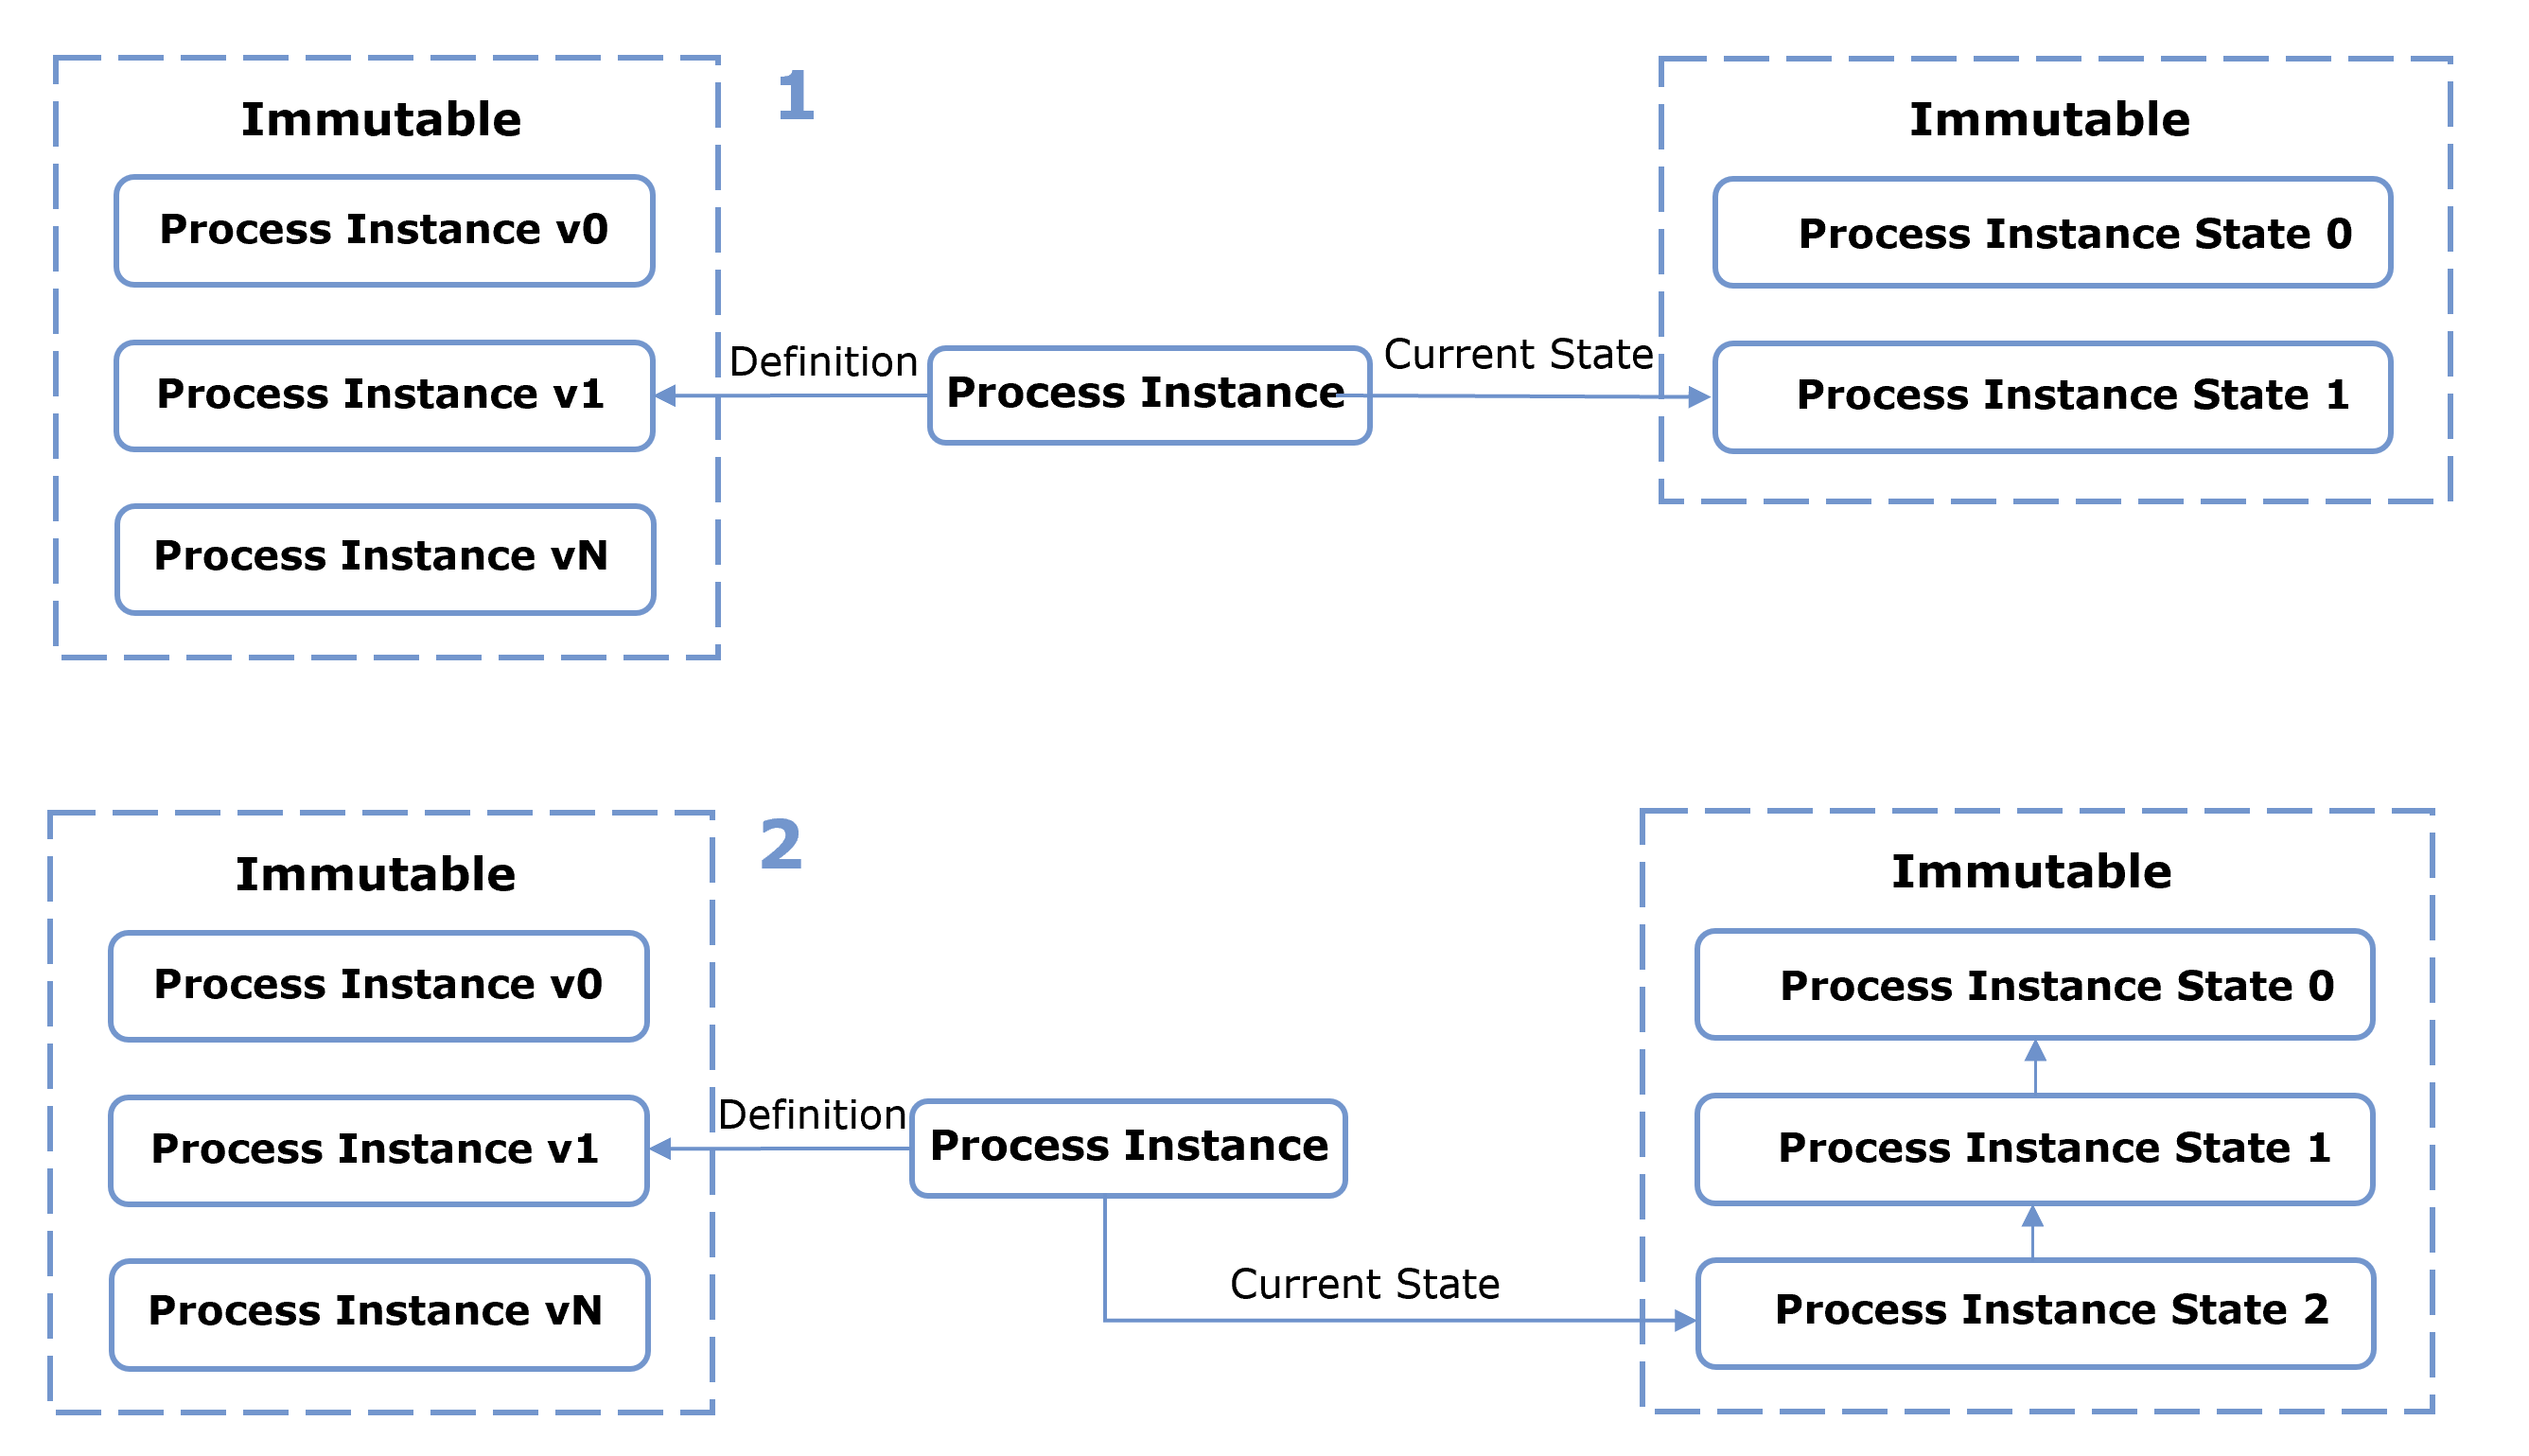 1
Immutable
Process Instance v0
Process Instance v1
Process Instance vN
Definition
Process Instance
Current State
Immutable
Process Instance State 0
Process Instance State 1
2
Immutable
Process Instance v0
Process Instance v1
Process Instance vN
Definition
Process Instance
Current State
Immutable
Process Instance State 0
Process Instance State 1
Process Instance State 2